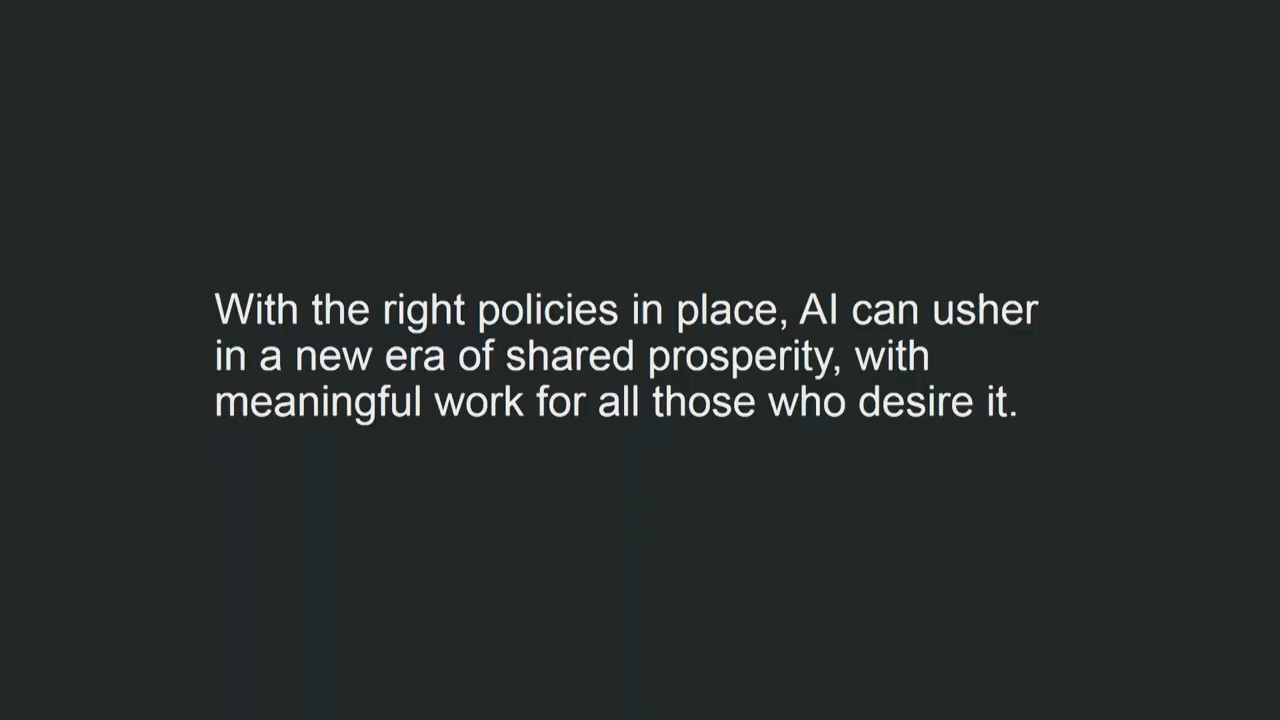 With the right policies in place, AI can usher
in a new era of shared prosperity, with
meaningful work for all those who desire it.